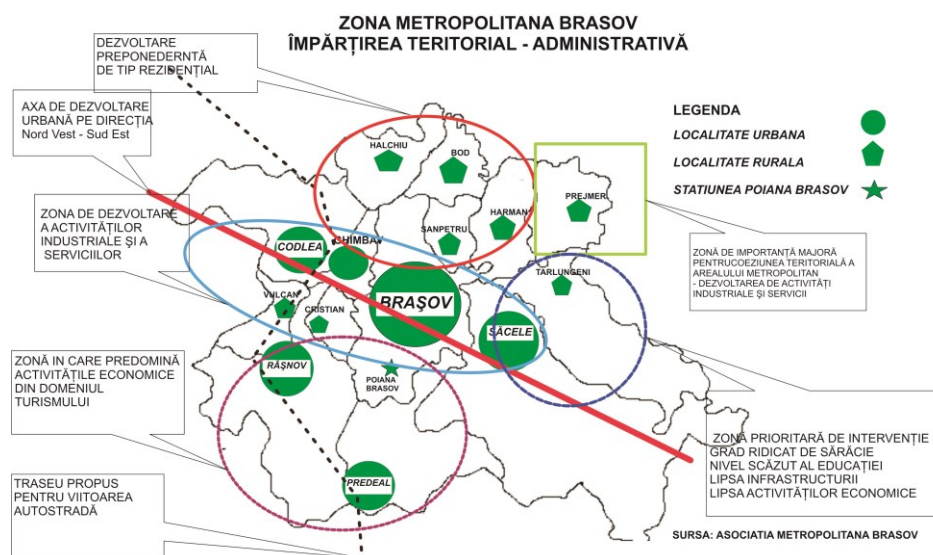 ZONA METROPOLITANA BRASOV
ÎMPĂRȚIREA TERITORIAL - ADMINISTRATIVĂ
DEZVOLTARE
PREPONEDERNTĂ
DE TIP REZIDENȚIAL
AXA DE DEZVOLTARE
URBANĂ PE DIRECȚIA
Nord Vest - Sud Est
ZONA DE DEZVOLTARE
A ACTIVITĂȚILOR
INDUSTRIALE ŞI A
SERVICIILOR
ZONĂ IN CARE PREDOMINĂ
ACTIVITĂȚILE ECONOMICE
DIN DOMENIUL
TURISMULUI
TRASEU PROPUS
PENTRU VIITOAREA
AUTOSTRADĂ
HALCHIU
BOD
PREJMER
HARMAN
SANPETRU
GHIMBAV
CODLEA
TARLUNGENI
VULCAN
CRISTIAN
BRAŞOV
SĂCELE
RÂŞNOV
POIANA
BRASOV
PREDEAL
LEGENDA
LOCALITATE URBANA
LOCALITATE RURALA
STATIUNEA POIANA BRASOV
ZONĂ DE IMPORTANȚĂ MAJORĂ
PENTRUCOEZIUNEA TERITORIALĂ A
AREALULUI METROPOLITAN
- DEZVOLTAREA DE ACTIVITĂȚI
INDUSTRIALE ŞI SERVICII
ZONĂ PRIORITARĂ DE INTERVENȚIE
GRAD RIDICAT DE SĂRĂCIE
NIVEL SCĂZUT AL EDUCAȚIEI
LIPSA INFRASTRUCTURII
LIPSA ACTIVITĂȚILOR ECONOMICE
SURSA: ASOCIATIA METROPOLITANA BRASOV